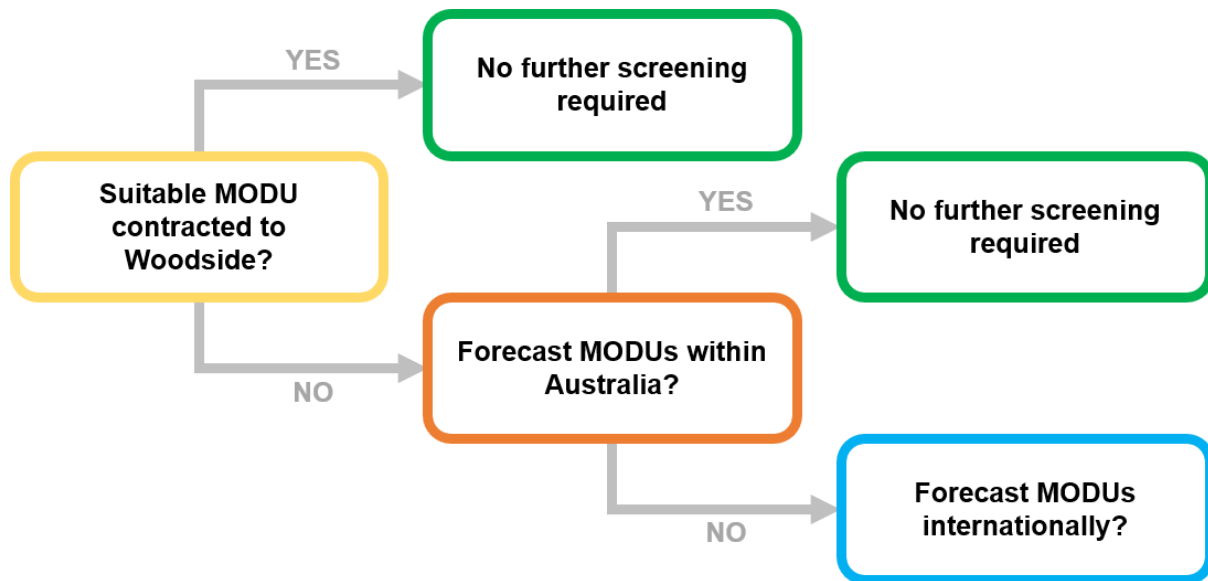 YES
No further screening
required
Suitable MODU
contracted to
Woodside?
YES
No further screening
required
NO
Forecast MODUs within
Australia?
NO
Forecast MODUs
internationally?